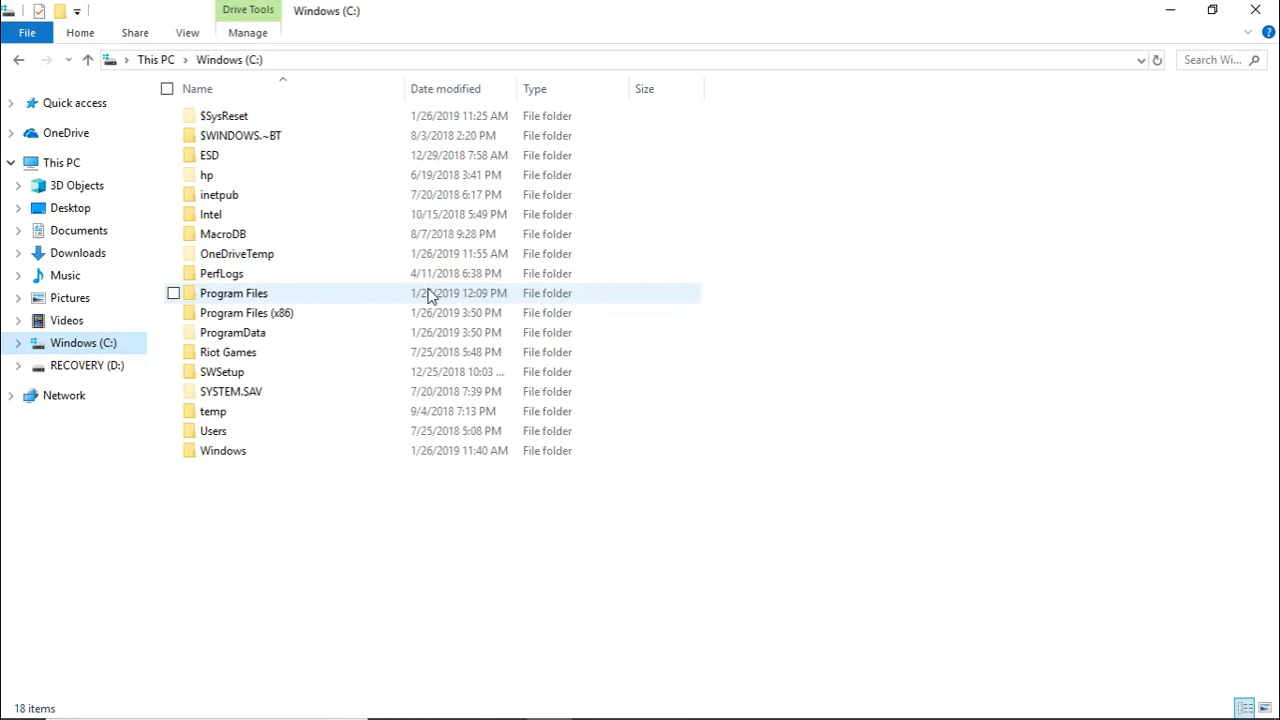 Drive Tools Windows (C:)
File Home Share View Manage
This PC Windows (C:) Search Wi...
Name Date modified Type Size
Quick access
OneDrive
This PC
3D Objects
Desktop
Documents
Downloads
Music
Pictures
Videos
Windows (C:)
RECOVERY (D:)
Network
$SysReset 1/26/2019 11:25 AM File folder
$WINDOWS.~BT 8/3/2018 2:20 PM File folder
ESD 12/29/2018 7:58 AM File folder
hp 6/19/2018 3:41 PM File folder
inetpub 7/20/2018 6:17 PM File folder
Intel 10/15/2018 5:49 PM File folder
MacroDB 8/7/2018 9:28 PM File folder
OneDriveTemp 1/26/2019 11:55 AM File folder
PerfLogs 4/11/2018 6:38 PM File folder
Program Files 12:09 PM File folder
Program Files (x86) 1/26/2019 3:50 PM File folder
ProgramData 1/26/2019 3:50 PM File folder
Riot Games 7/25/2018 5:48 PM File folder
SWSetup 12/25/2018 10:03 ... File folder
SYSTEM.SAV 7/20/2018 7:39 PM File folder
temp 9/4/2018 7:13 PM File folder
Users 7/25/2018 5:08 PM File folder
Windows 1/26/2019 11:40 AM File folder
18 items